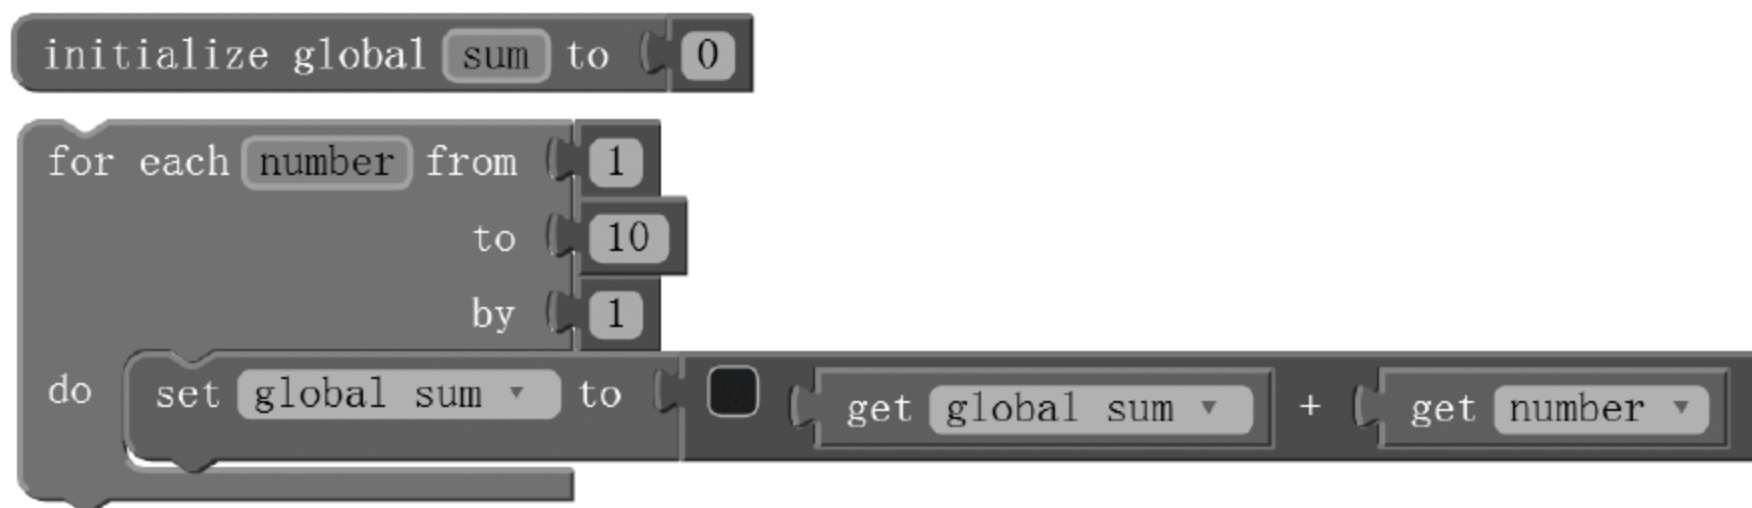 initialize global sum to 0
for each number from 1
to 10
by 1
do set global sum to get global sum + get number